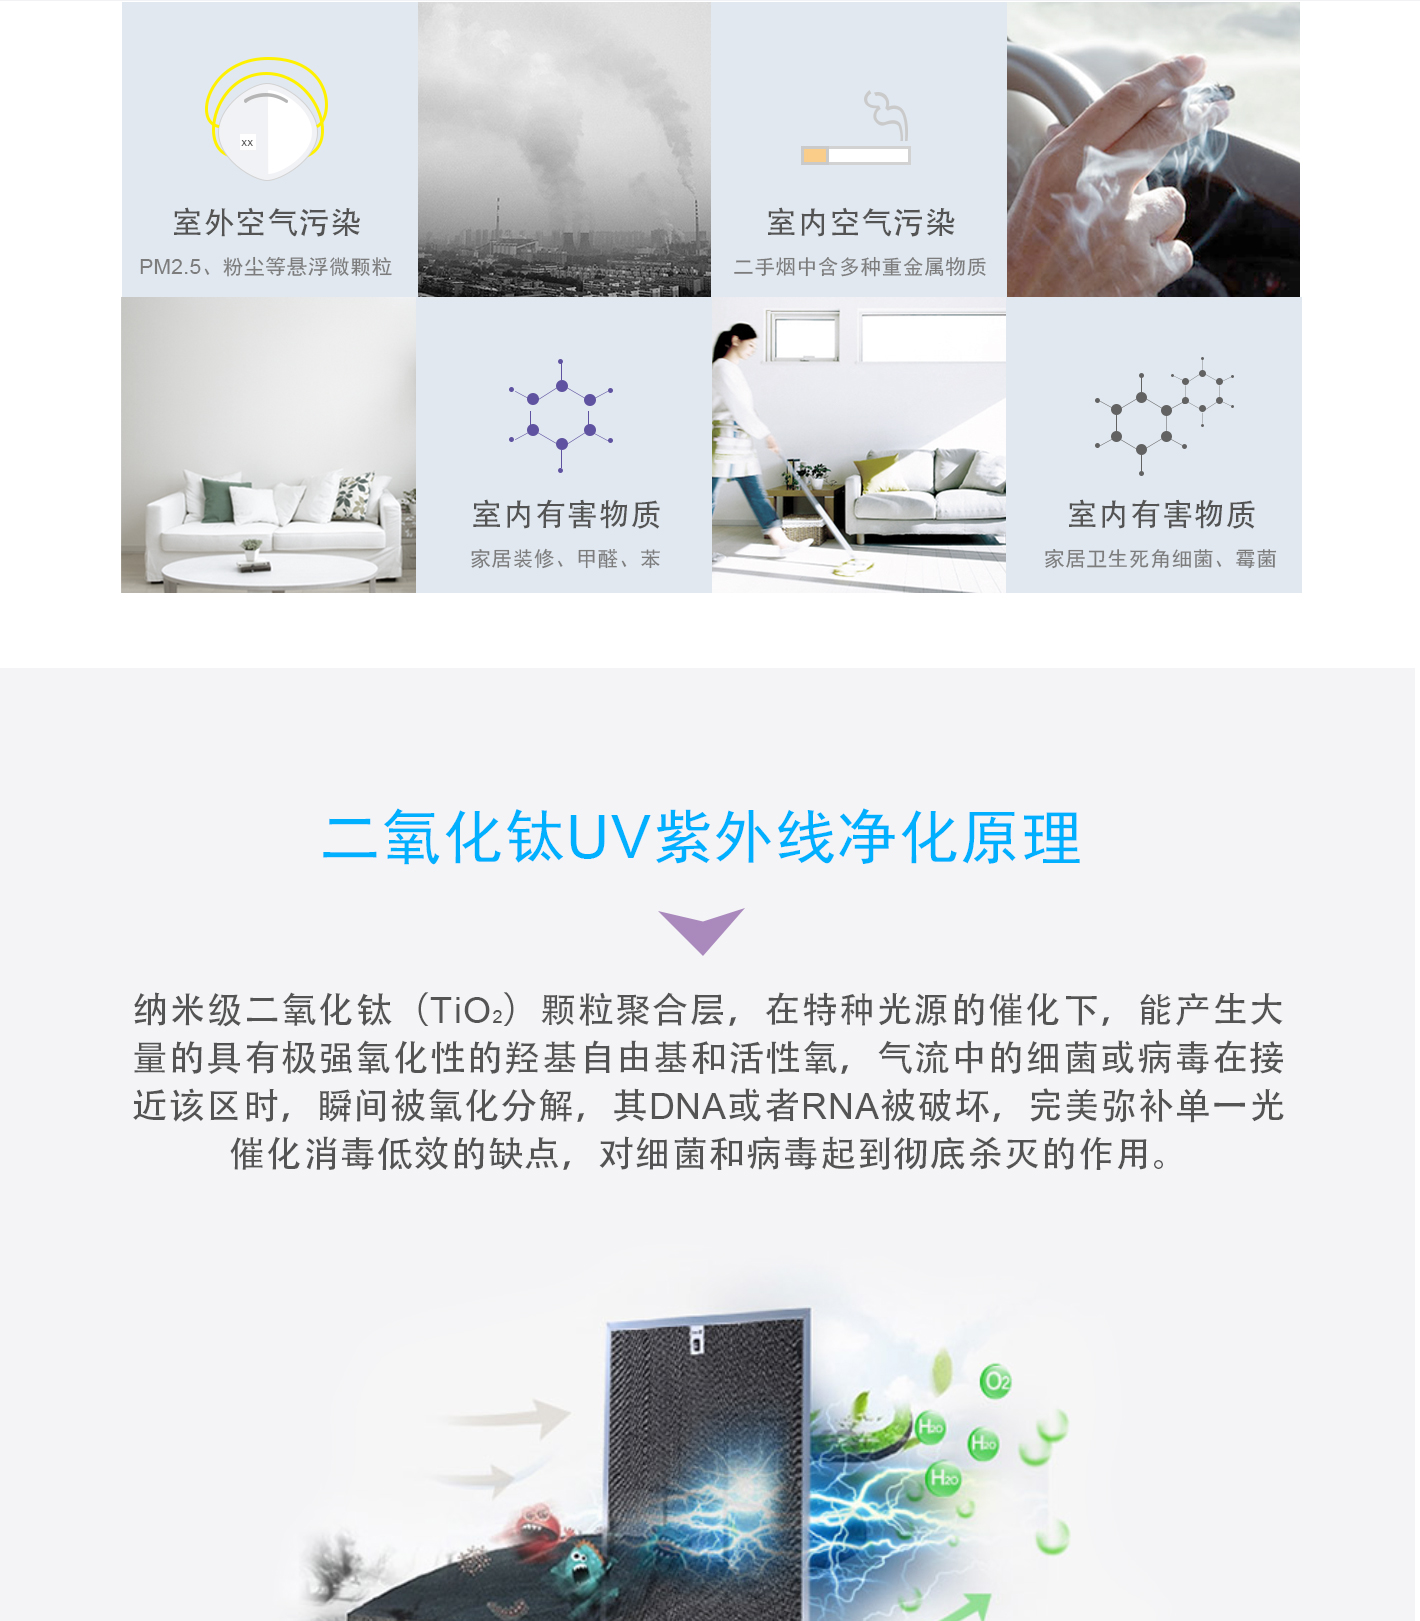 xx
室外空气污染
PM2.5、粉尘等悬浮微颗粒
室内空气污染
二手烟中含多种重金属物质
室内有害物质
家居装修、甲醛、苯
室内有害物质
家居卫生死角细菌、霉菌
二氧化钛UV紫外线净化原理
纳米级二氧化钛（TiO₂）颗粒聚合层，在特种光源的催化下，能产生大
量的具有极强氧化性的羟基自由基和活性氧，气流中的细菌或病毒在接
近该区时，瞬间被氧化分解，其DNA或者RNA被破坏，完美弥补单一光
催化消毒低效的缺点，对细菌和病毒起到彻底杀灭的作用。
O2
H2O
H2O
H2O